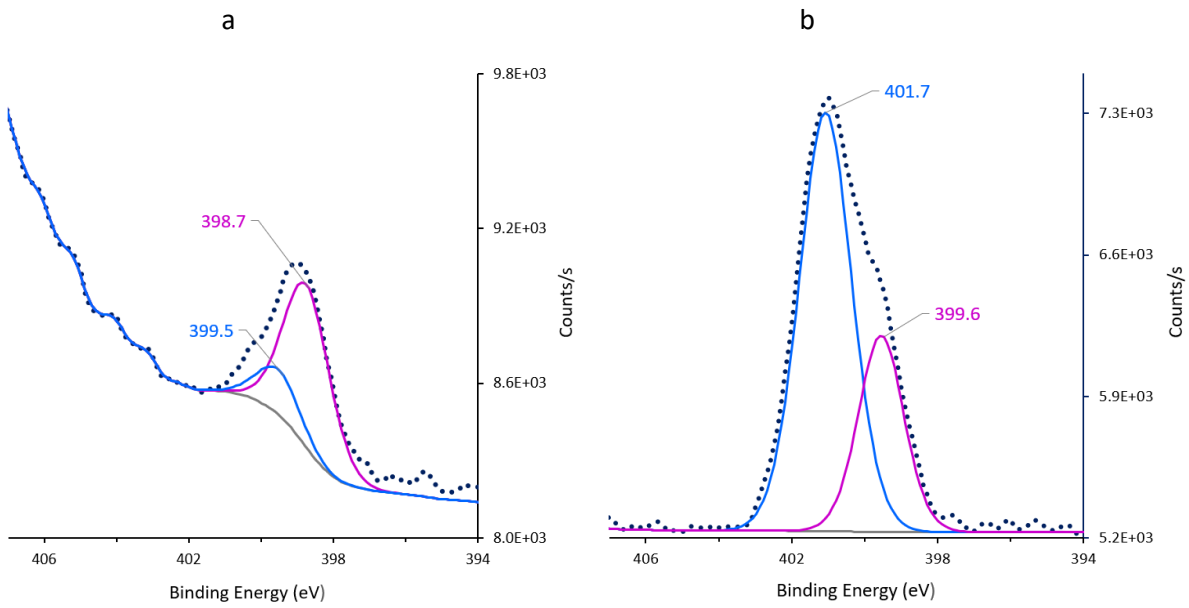 a
b
9.8E+03
9.2E+03
8.6E+03
8.0E+03
Counts/s
398.7
399.5
406
402
398
394
Binding Energy (eV)
401.7
399.6
7.3E+03
6.6E+03
5.9E+03
5.2E+03
Counts/s
406
402
398
394
Binding Energy (eV)